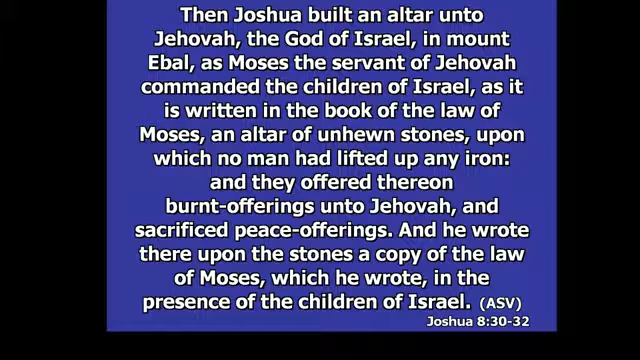 Then Joshua built an altar unto
Jehovah, the God of Israel, in mount
Ebal, as Moses the servant of Jehovah
commanded the children of Israel, as it
is written in the book of the law of
Moses, an altar of unhewn stones, upon
which no man had lifted up any iron:
and they offered thereon
burnt-offerings unto Jehovah, and
sacrificed peace-offerings. And he wrote
there upon the stones a copy of the law
of Moses, which he wrote, in the
presence of the children of Israel. (ASV)
Joshua 8:30-32